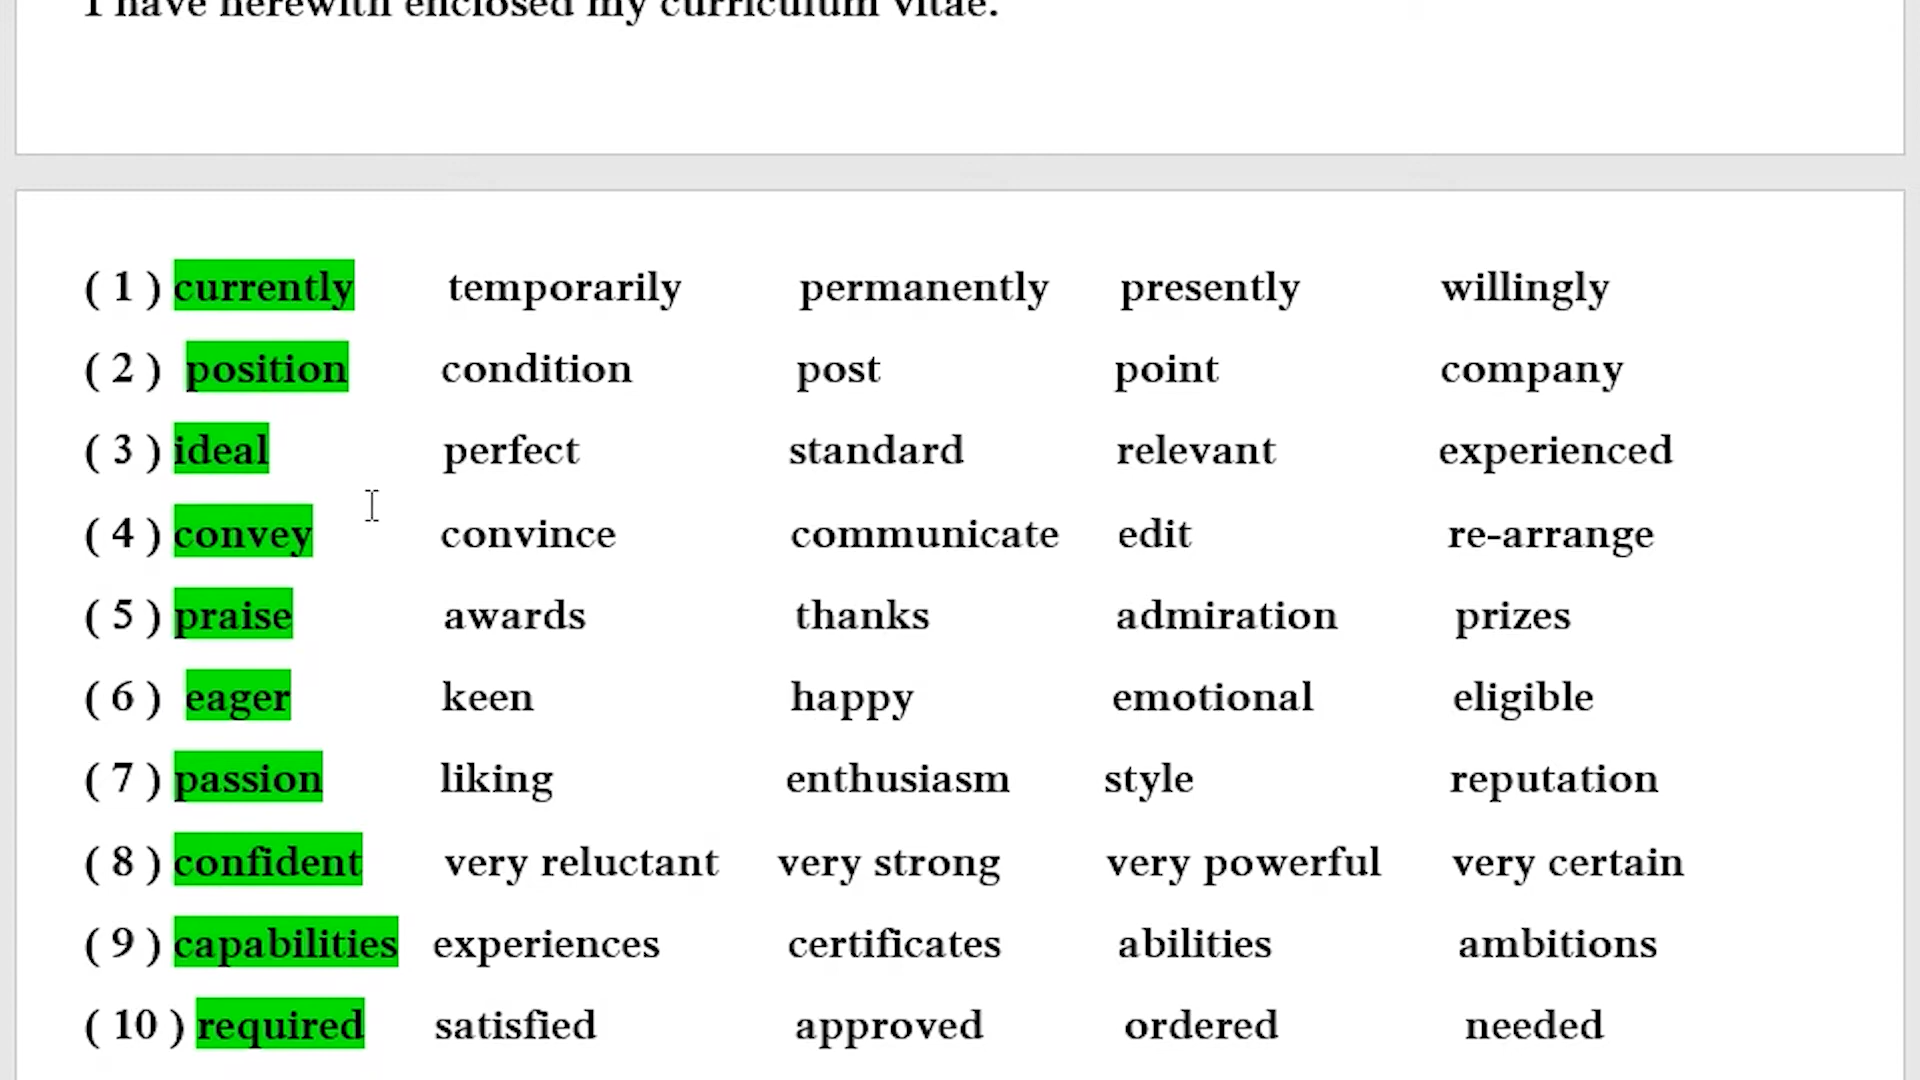 I have herewith enclosed my curriculum vitae.
( 1 ) currently temporarily permanently presently willingly
( 2 ) position condition post point company
( 3 ) ideal perfect standard relevant experienced
( 4 ) convey convince communicate edit re-arrange
( 5 ) praise awards thanks admiration prizes
( 6 ) eager keen happy emotional eligible
( 7 ) passion liking enthusiasm style reputation
( 8 ) confident very reluctant very strong very powerful very certain
( 9 ) capabilities experiences certificates abilities ambitions
( 10 ) required satisfied approved ordered needed